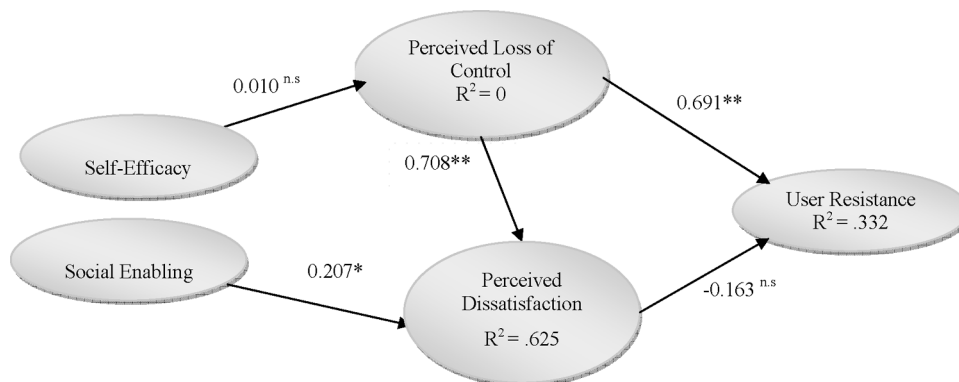 Perceived Loss of
Control
R² = 0
0.010 n.s
0.691**
Self-Efficacy
0.708**
User Resistance
R² = .332
Social Enabling
0.207*
Perceived
Dissatisfaction
R² = .625
-0.163 n.s